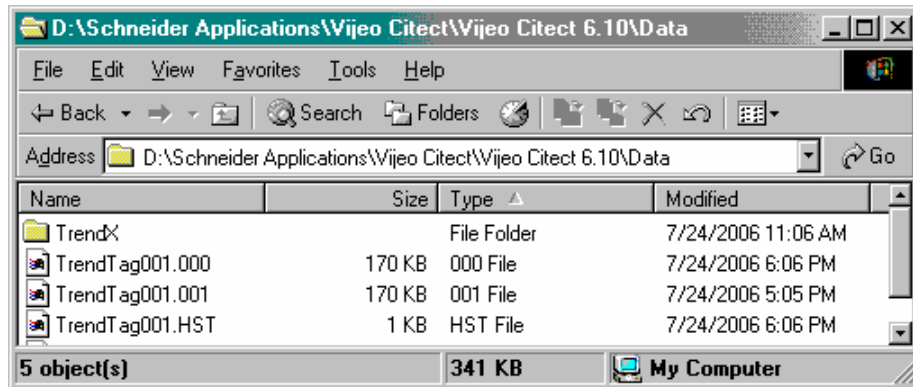 D:\Schneider Applications\Vijeo Citect\Vijeo Citect 6.10\Data
File Edit View Favorites Tools Help
Back Search Folders
Address D:\Schneider Applications\Vijeo Citect\Vijeo Citect 6.10\Data Go
Name Size Type Modified
TrendX File Folder 7/24/2006 11:06 AM
TrendTag001.000 170 KB 000 File 7/24/2006 6:06 PM
TrendTag001.001 170 KB 001 File 7/24/2006 5:05 PM
TrendTag001.HST 1 KB HST File 7/24/2006 6:06 PM
5 object(s) 341 KB My Computer